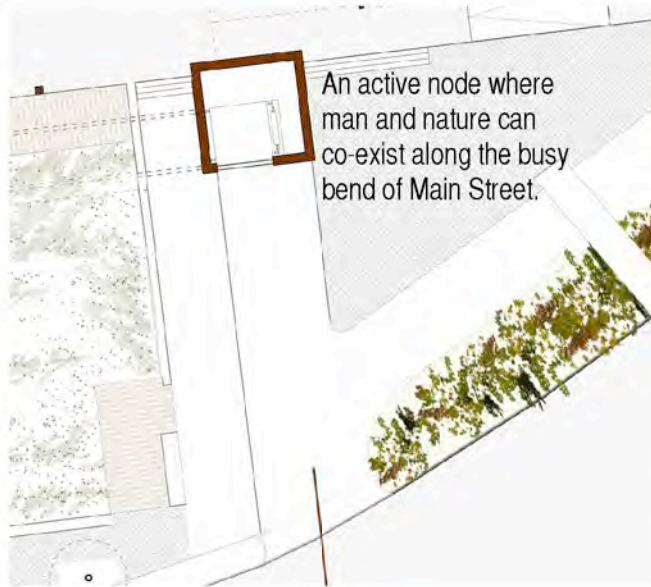 An active node where
man and nature can
co-exist along the busy
bend of Main Street.